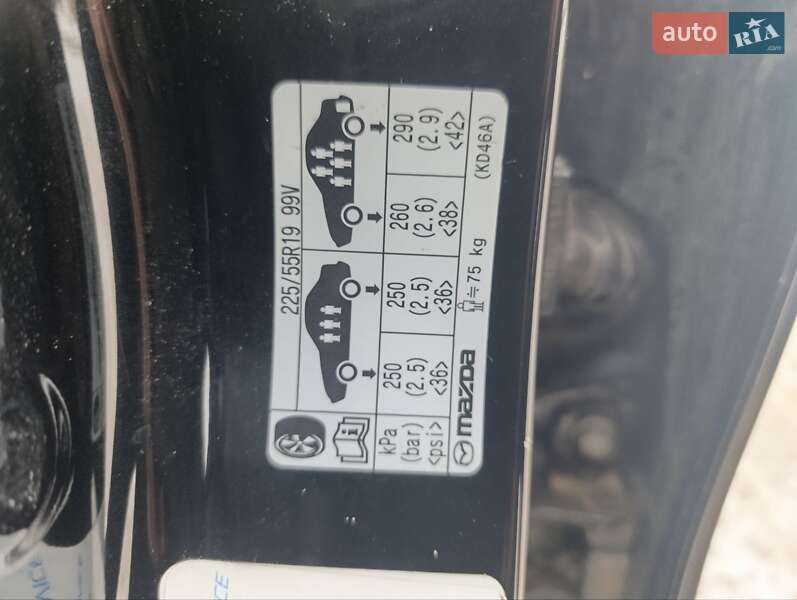 auto RIA
.com
225/55R19 99V
kPa 250 250 260 290
(bar) (2.5) (2.5) (2.6) (2.9)
<psi> <36> <36> <38> <42>
mazda ≒75 kg (KD46A)